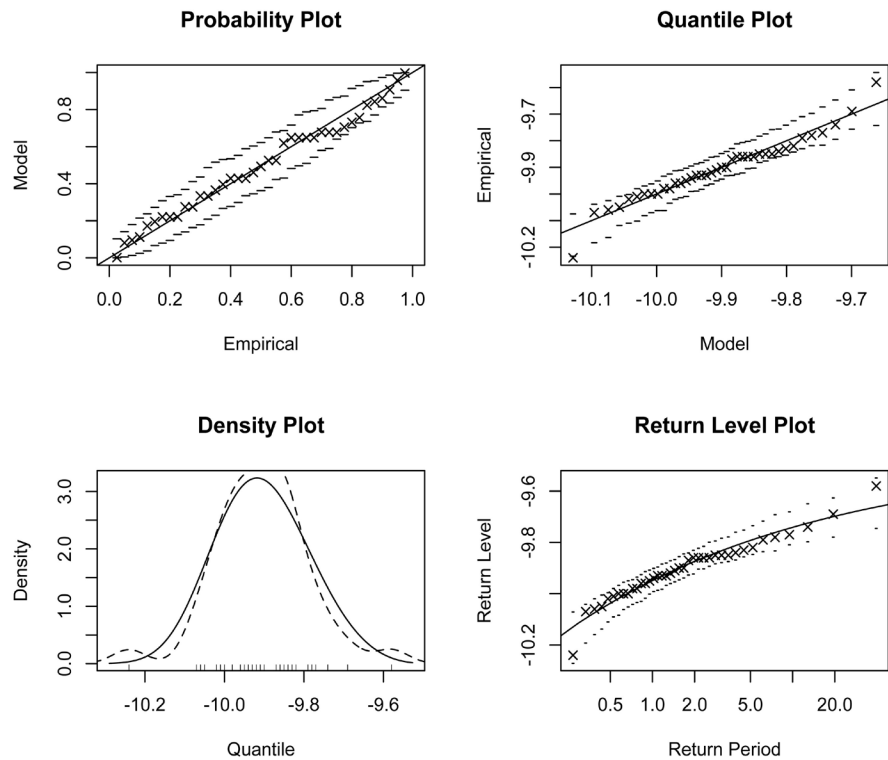 Probability Plot
Model
0.0 0.4 0.8
0.0 0.2 0.4 0.6 0.8 1.0
Empirical
Quantile Plot
Empirical
-10.2 -9.9 -9.7
-10.1 -10.0 -9.9 -9.8 -9.7
Model
Density Plot
Density
0.0 1.0 2.0 3.0
-10.2 -10.0 -9.8 -9.6
Quantile
Return Level Plot
Return Level
-10.2 -9.8 -9.6
0.5 1.0 2.0 5.0 20.0
Return Period